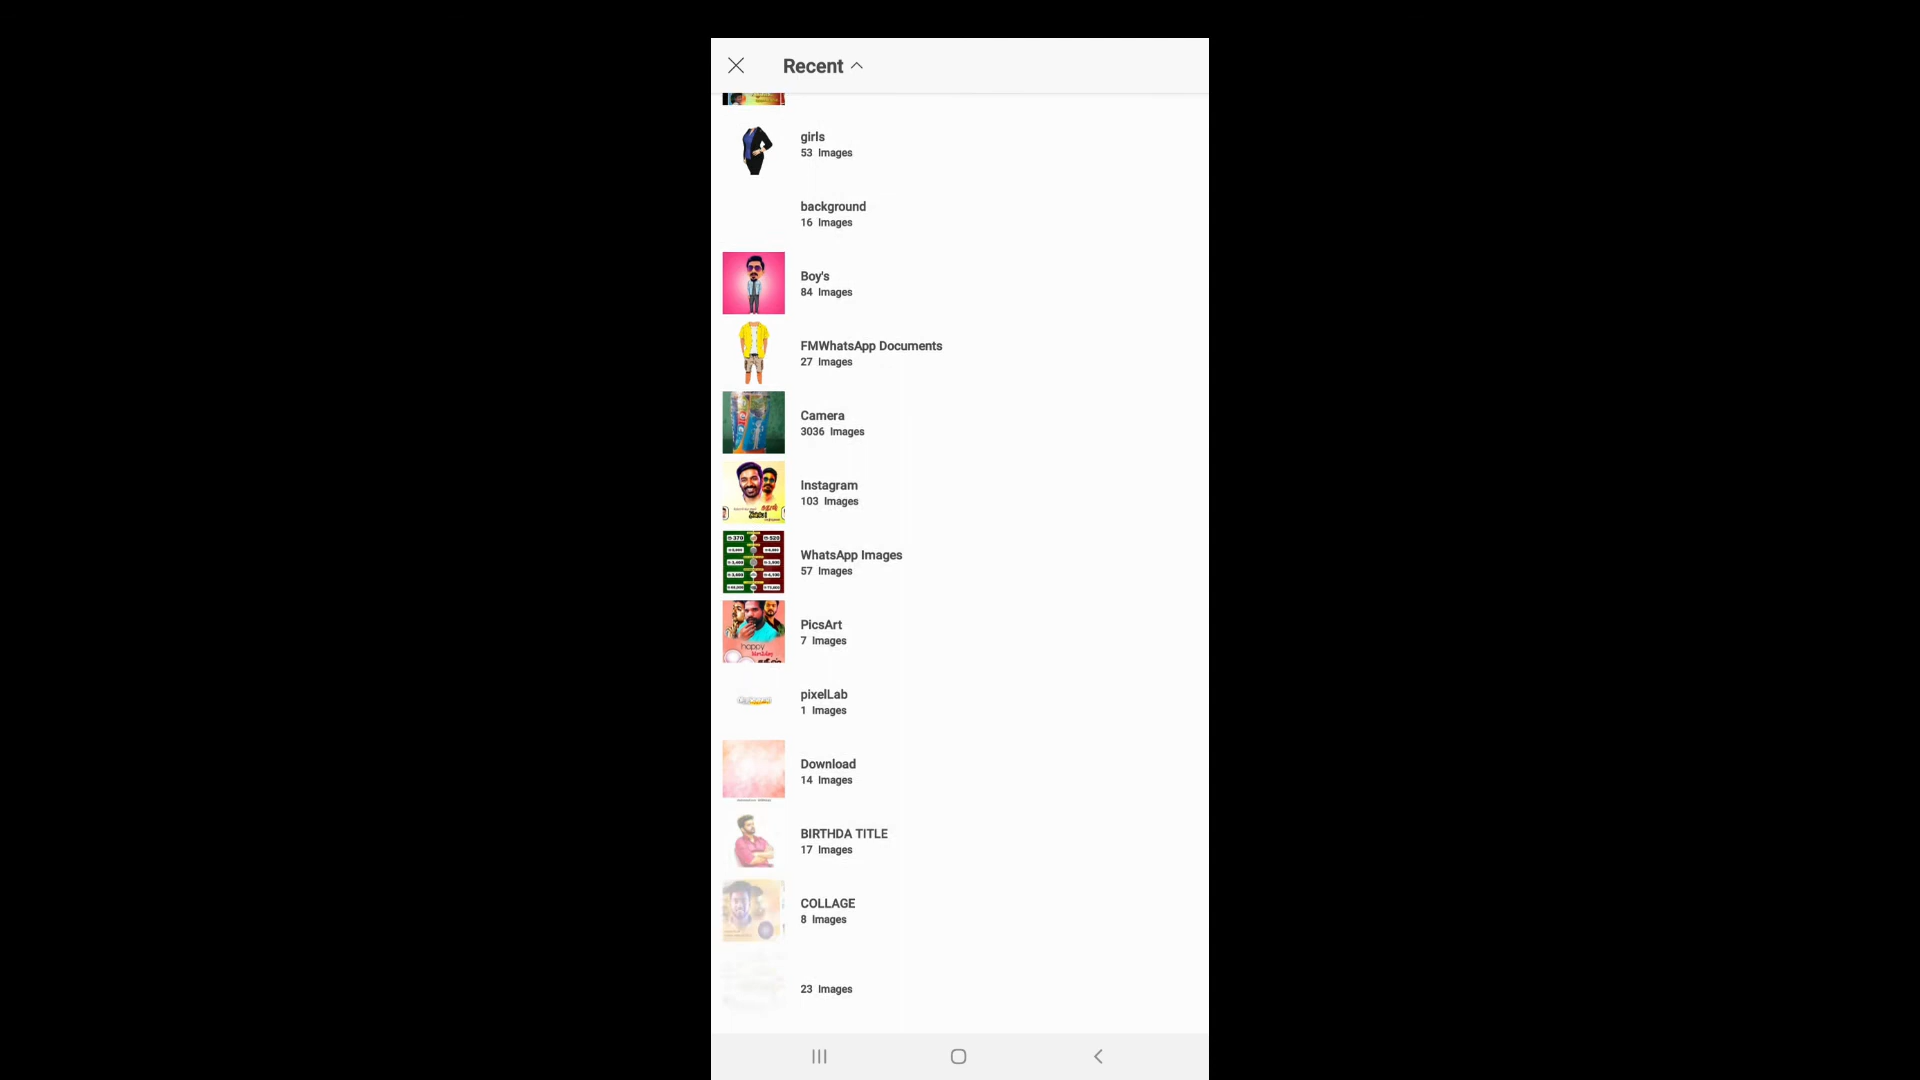 Recent
girls
53 Images
background
16 Images
Boy's
84 Images
FMWhatsApp Documents
27 Images
Camera
3036 Images
Instagram
103 Images
WhatsApp Images
57 Images
PicsArt
7 Images
happy
birthday
pixelLab
1 Images
Download
14 Images
BIRTHDA TITLE
17 Images
COLLAGE
8 Images
23 Images